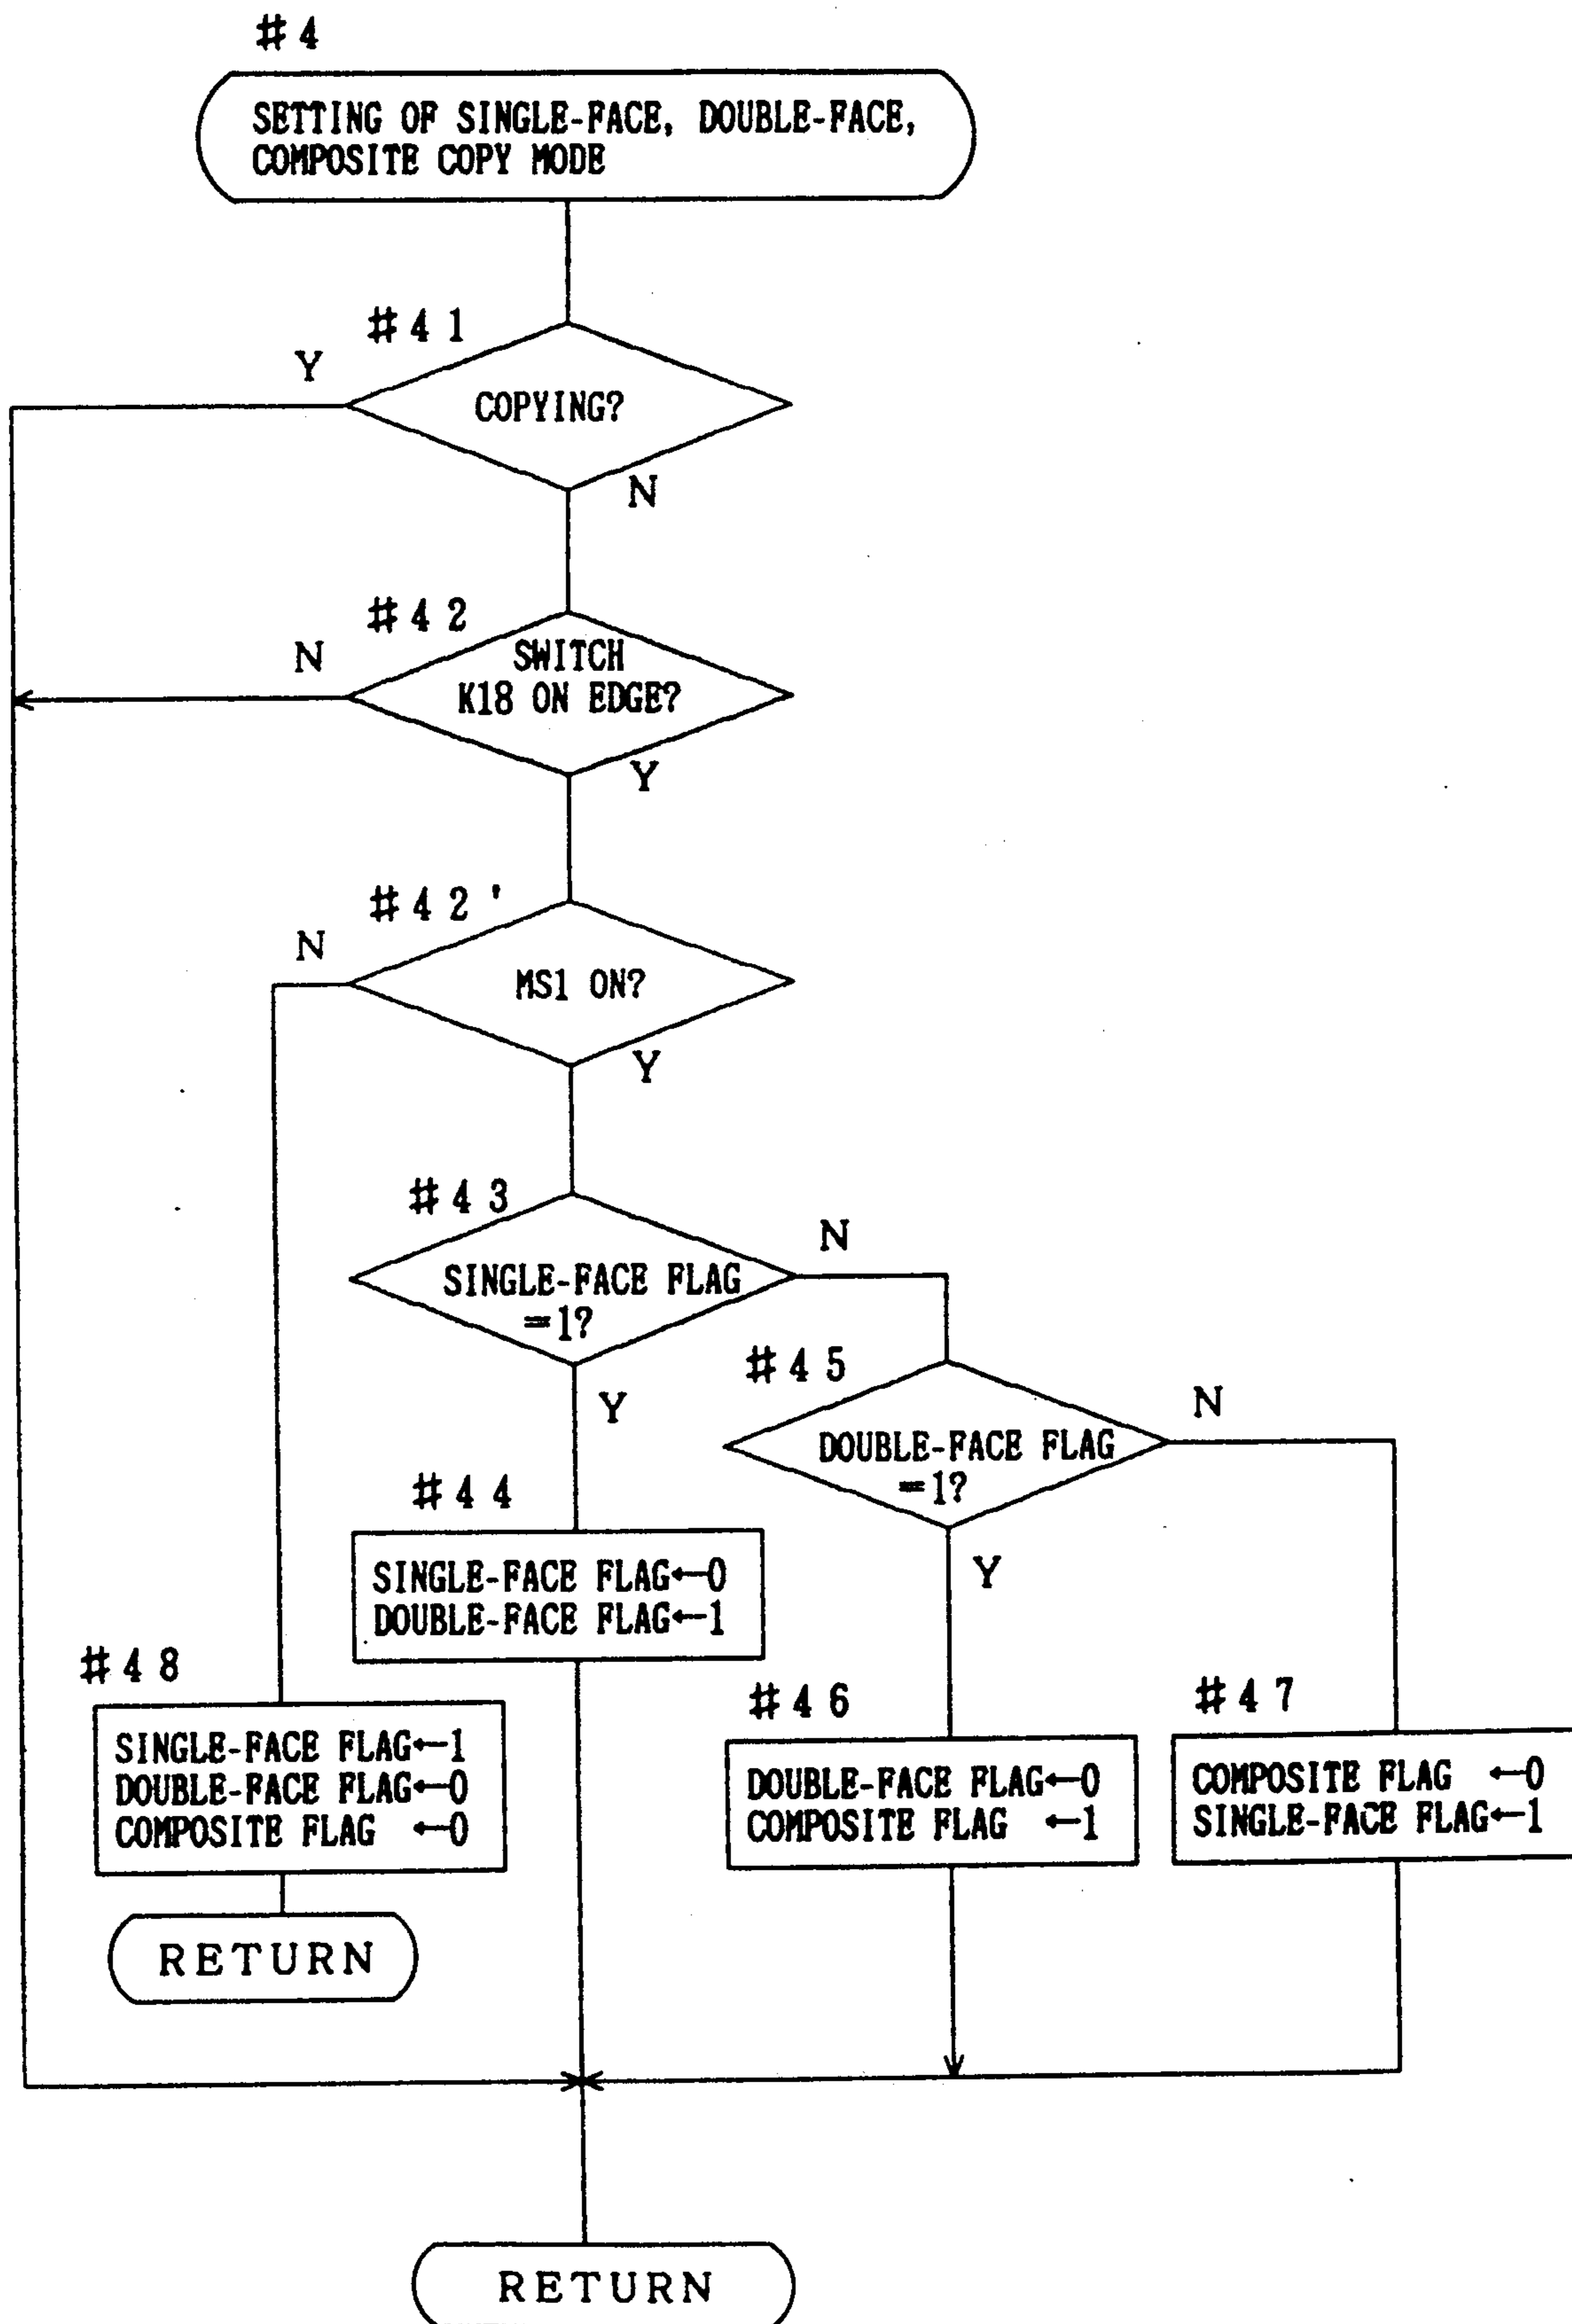 #4
SETTING OF SINGLE-FACE, DOUBLE-FACE,
COMPOSITE COPY MODE
#41
Y
COPYING?
N
#42
N
SWITCH
K18 ON EDGE?
Y
#42'
N
MS1 ON?
Y
#43
N
SINGLE-FACE FLAG
=1?
Y
#45
N
DOUBLE-FACE FLAG
=1?
Y
#44
SINGLE-FACE FLAG←0
DOUBLE-FACE FLAG←1
#48
SINGLE-FACE FLAG←1
DOUBLE-FACE FLAG←0
COMPOSITE FLAG ←0
RETURN
#46
DOUBLE-FACE FLAG←0
COMPOSITE FLAG ←1
#47
COMPOSITE FLAG ←0
SINGLE-FACE FLAG←1
RETURN